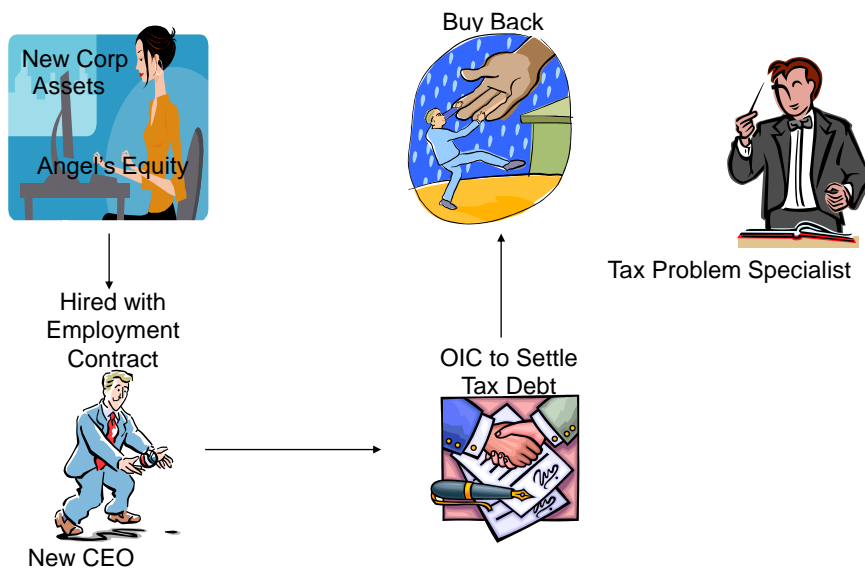 New Corp
Assets
Angel's Equity
Hired with
Employment
Contract
New CEO
Buy Back
OIC to Settle
Tax Debt
Tax Problem Specialist